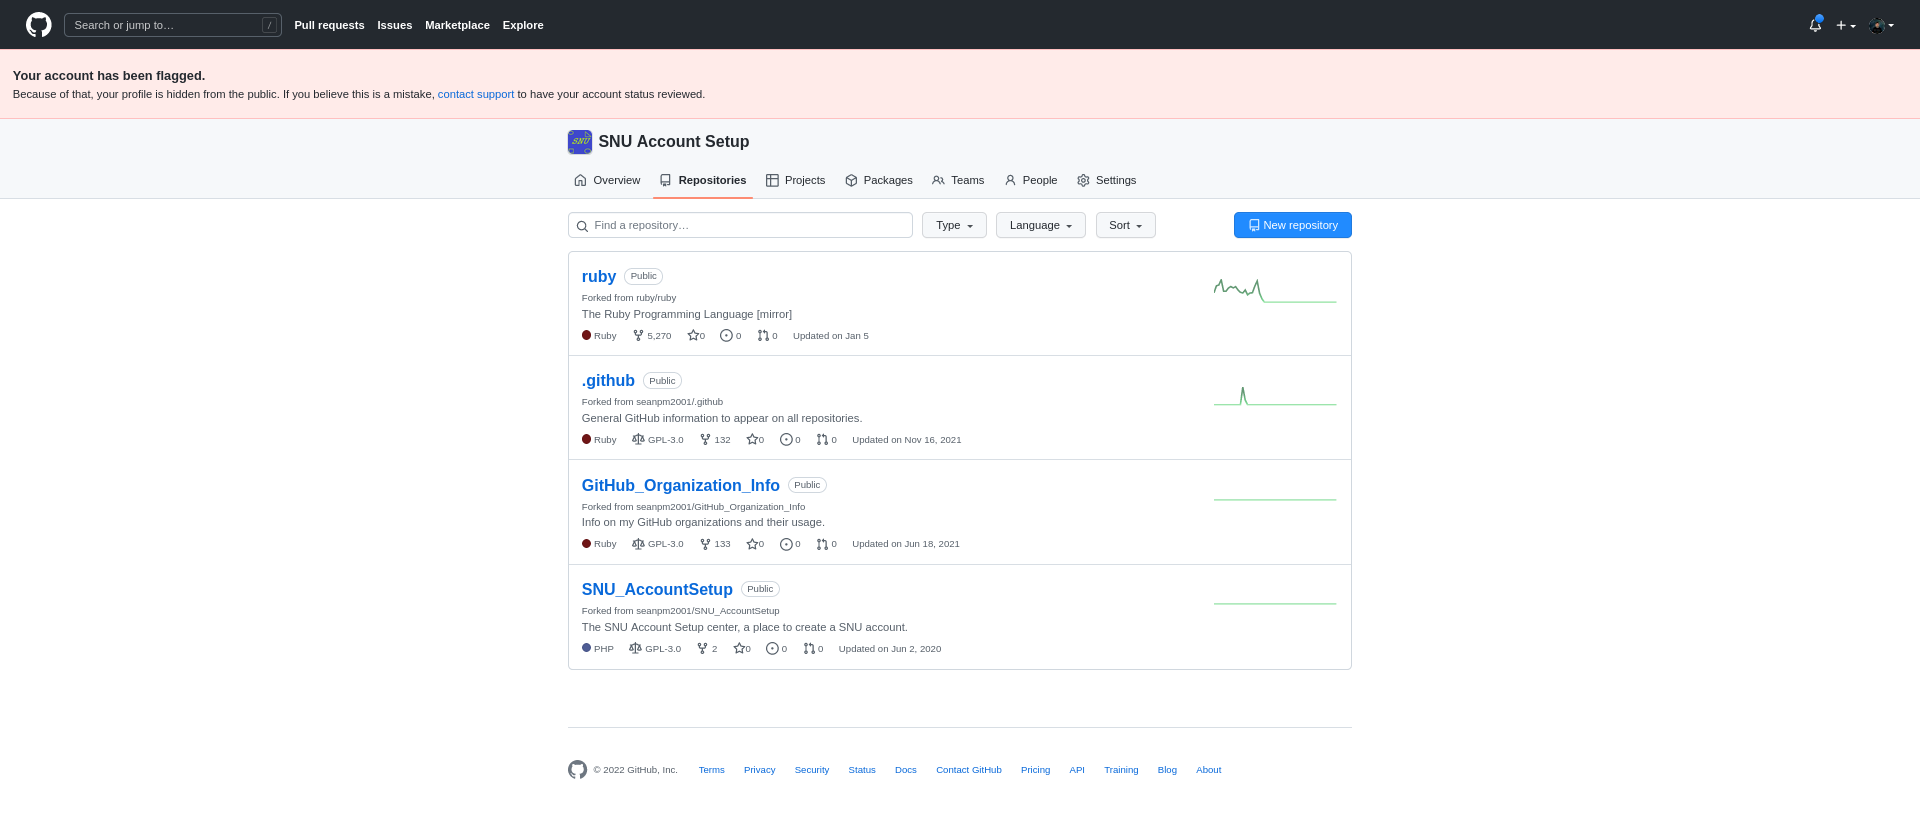 Search or jump to… / Pull requests Issues Marketplace Explore
Your account has been flagged.
Because of that, your profile is hidden from the public. If you believe this is a mistake, contact support to have your account status reviewed.
SNU SNU Account Setup
Overview Repositories Projects Packages Teams People Settings
Find a repository… Type Language Sort New repository
ruby Public
Forked from ruby/ruby
The Ruby Programming Language [mirror]
Ruby 5,270 0 0 0 Updated on Jan 5
.github Public
Forked from seanpm2001/.github
General GitHub information to appear on all repositories.
Ruby GPL-3.0 132 0 0 0 Updated on Nov 16, 2021
GitHub_Organization_Info Public
Forked from seanpm2001/GitHub_Organization_Info
Info on my GitHub organizations and their usage.
Ruby GPL-3.0 133 0 0 0 Updated on Jun 18, 2021
SNU_AccountSetup Public
Forked from seanpm2001/SNU_AccountSetup
The SNU Account Setup center, a place to create a SNU account.
PHP GPL-3.0 2 0 0 0 Updated on Jun 2, 2020
© 2022 GitHub, Inc. Terms Privacy Security Status Docs Contact GitHub Pricing API Training Blog About